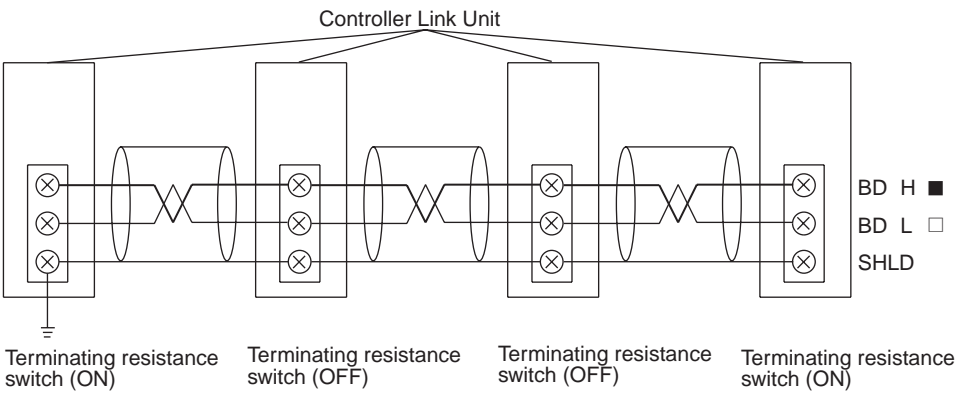 Controller Link Unit
BD H ■
BD L □
SHLD
Terminating resistance
switch (ON)
Terminating resistance
switch (OFF)
Terminating resistance
switch (OFF)
Terminating resistance
switch (ON)